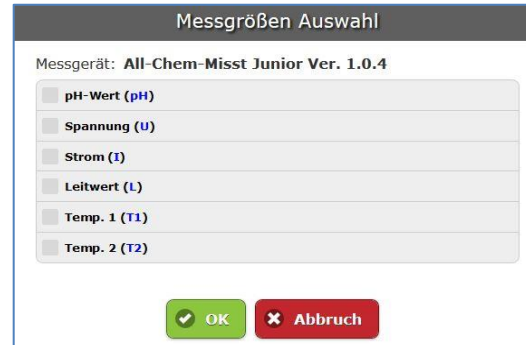 Messgrößen Auswahl
Messgerät: All-Chem-Misst Junior Ver. 1.0.4
pH-Wert (pH)
Spannung (U)
Strom (I)
Leitwert (L)
Temp. 1 (T1)
Temp. 2 (T2)
OK Abbruch